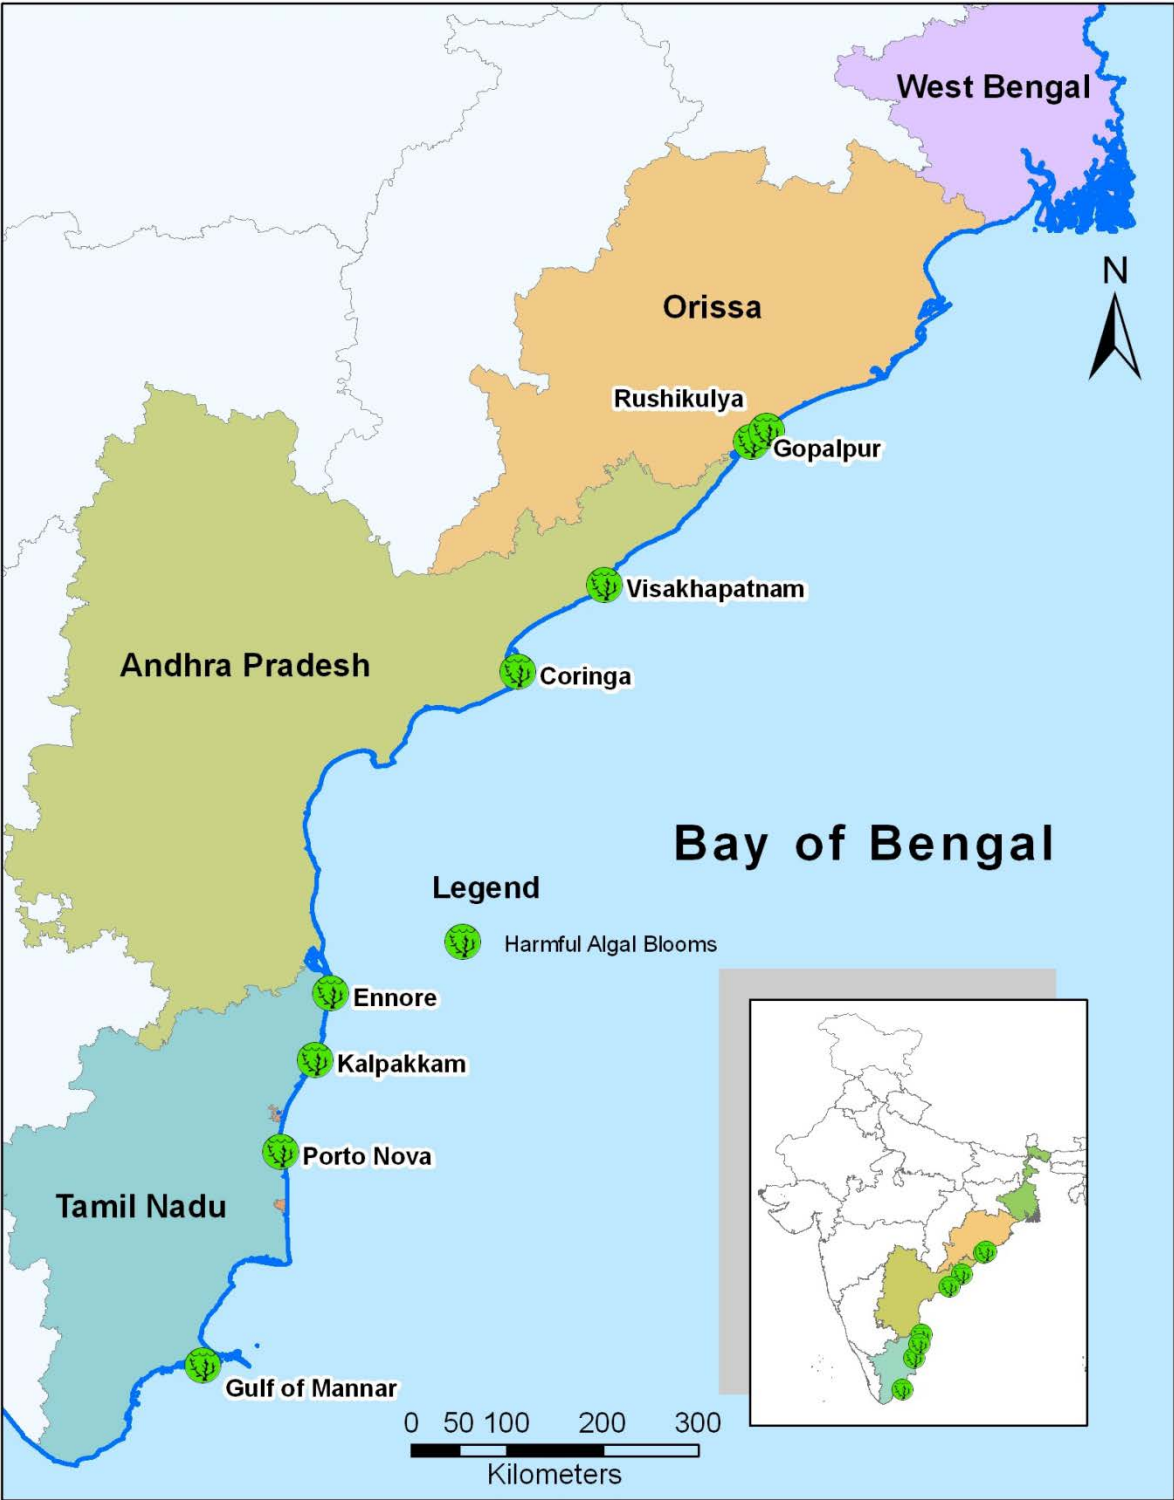 West Bengal
N
Orissa
Rushikulya
Gopalpur
Visakhapatnam
Andhra Pradesh
Coringa
Bay of Bengal
Legend
Harmful Algal Blooms
Ennore
Kalpakkam
Porto Nova
Tamil Nadu
Gulf of Mannar
0 50 100 200 300
Kilometers